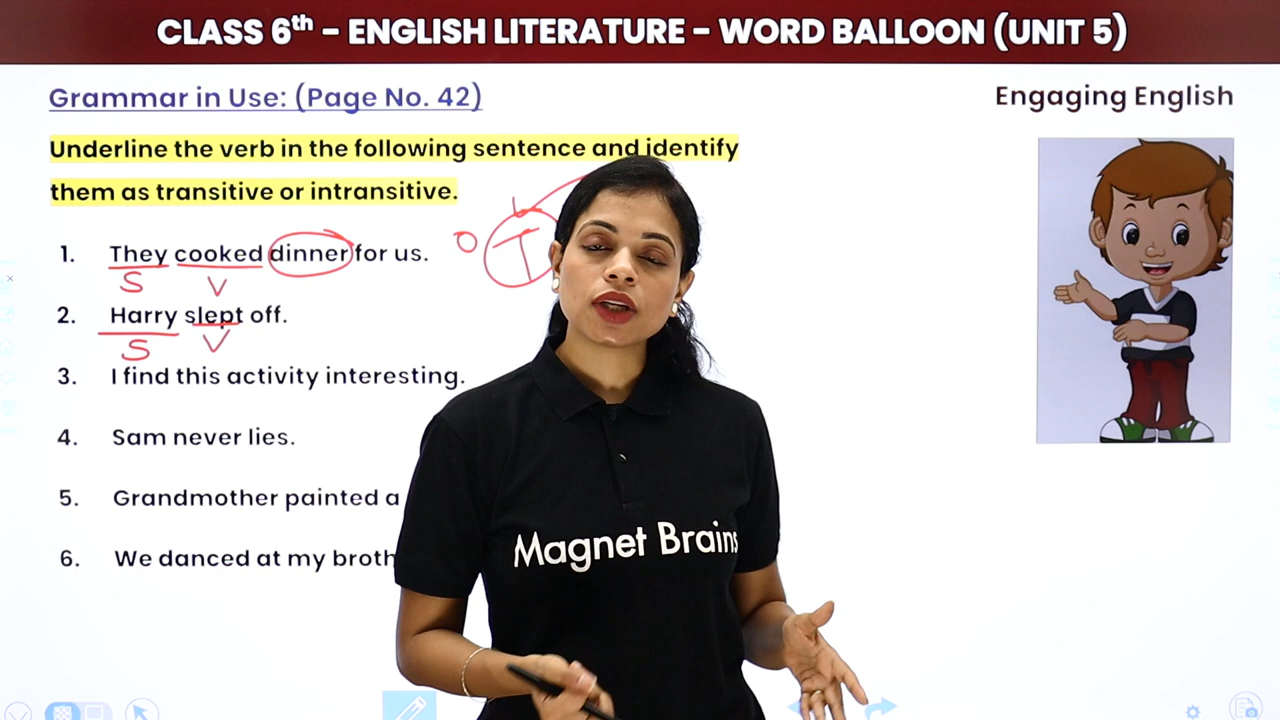 CLASS 6th – ENGLISH LITERATURE – WORD BALLOON (UNIT 5)
Grammar in Use: (Page No. 42)
Engaging English
Underline the verb in the following sentence and identify
them as transitive or intransitive.
1. They cooked dinner for us.
O T
S V
2. Harry slept off.
S V
3. I find this activity interesting.
4. Sam never lies.
5. Grandmother painted a
6. We danced at my
Magnet Brains